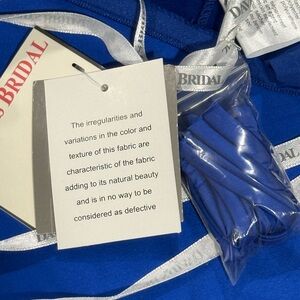 S BRIDAL
The irregularities and
variations in the color and
texture of this fabric are
characteristic of the fabric
adding to its natural beauty
and is in no way to be
considered as defective
BRIDAL
DAV